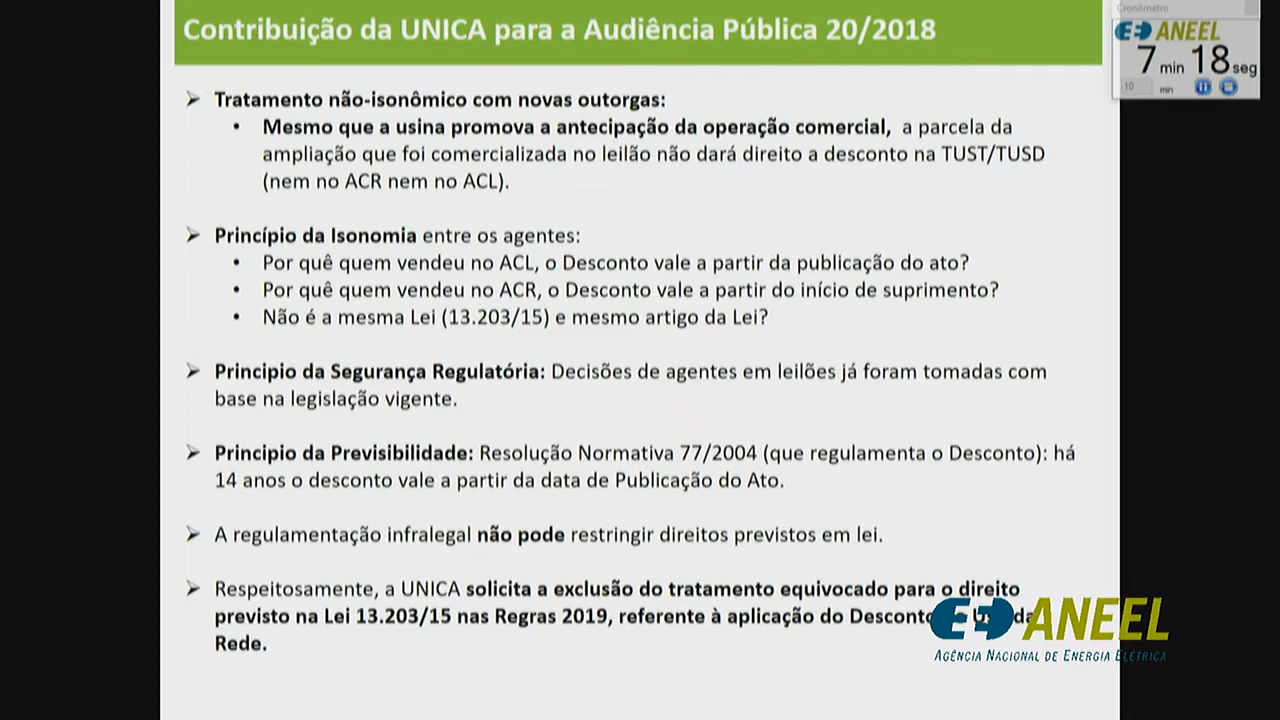 Contribuição da UNICA para a Audiência Pública 20/2018
Cronômetro
ANEEL
7 min 18 seg
10 min
Tratamento não-isonômico com novas outorgas:
Mesmo que a usina promova a antecipação da operação comercial, a parcela da
ampliação que foi comercializada no leilão não dará direito a desconto na TUST/TUSD
(nem no ACR nem no ACL).
Princípio da Isonomia entre os agentes:
Por quê quem vendeu no ACL, o Desconto vale a partir da publicação do ato?
Por quê quem vendeu no ACR, o Desconto vale a partir do início de suprimento?
Não é a mesma Lei (13.203/15) e mesmo artigo da Lei?
Principio da Segurança Regulatória: Decisões de agentes em leilões já foram tomadas com
base na legislação vigente.
Principio da Previsibilidade: Resolução Normativa 77/2004 (que regulamenta o Desconto): há
14 anos o desconto vale a partir da data de Publicação do Ato.
A regulamentação infralegal não pode restringir direitos previstos em lei.
Respeitosamente, a UNICA solicita a exclusão do tratamento equivocado para o direito
previsto na Lei 13.203/15 nas Regras 2019, referente à aplicação do
Rede.
ANEEL
AGÊNCIA NACIONAL DE ENERGIA ELÉTRICA